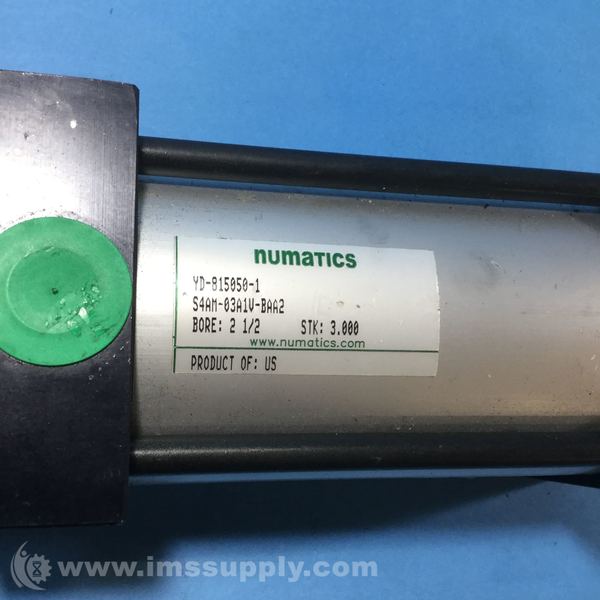 numatics
YD-815050-1
S4AM-03A1V-BAA2
BORE: 2 1/2 STK: 3.000
www.numatics.com
PRODUCT OF: US
www.imssupply.com